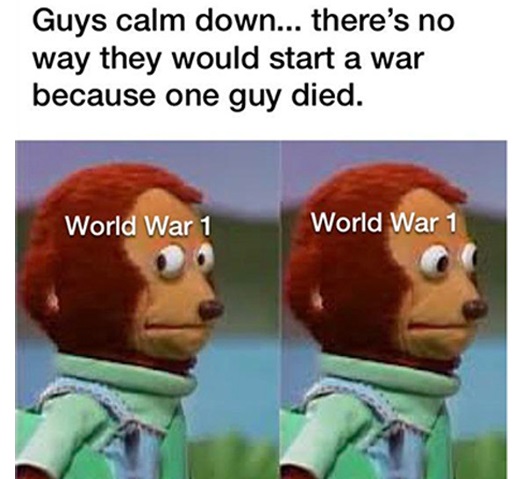 Guys calm down... there's no
way they would start a war
because one guy died.
World War 1
World War 1